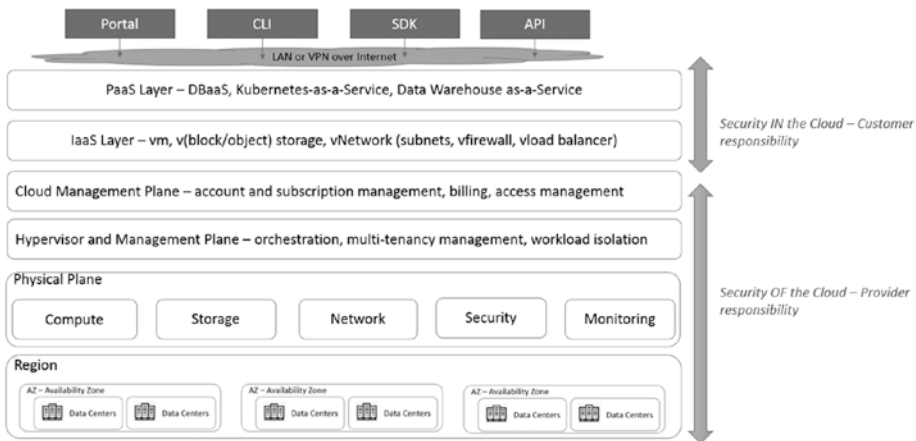 Portal
CLI
SDK
API
LAN or VPN over Internet
PaaS Layer – DBaaS, Kubernetes-as-a-Service, Data Warehouse as-a-Service
IaaS Layer – vm, v(block/object) storage, vNetwork (subnets, vfirewall, vload balancer)
Security IN the Cloud – Customer
responsibility
Cloud Management Plane – account and subscription management, billing, access management
Hypervisor and Management Plane – orchestration, multi-tenancy management, workload isolation
Physical Plane
Compute
Storage
Network
Security
Monitoring
Security OF the Cloud – Provider
responsibility
Region
AZ – Availability Zone
Data Centers
Data Centers
AZ – Availability Zone
Data Centers
Data Centers
AZ – Availability Zone
Data Centers
Data Centers